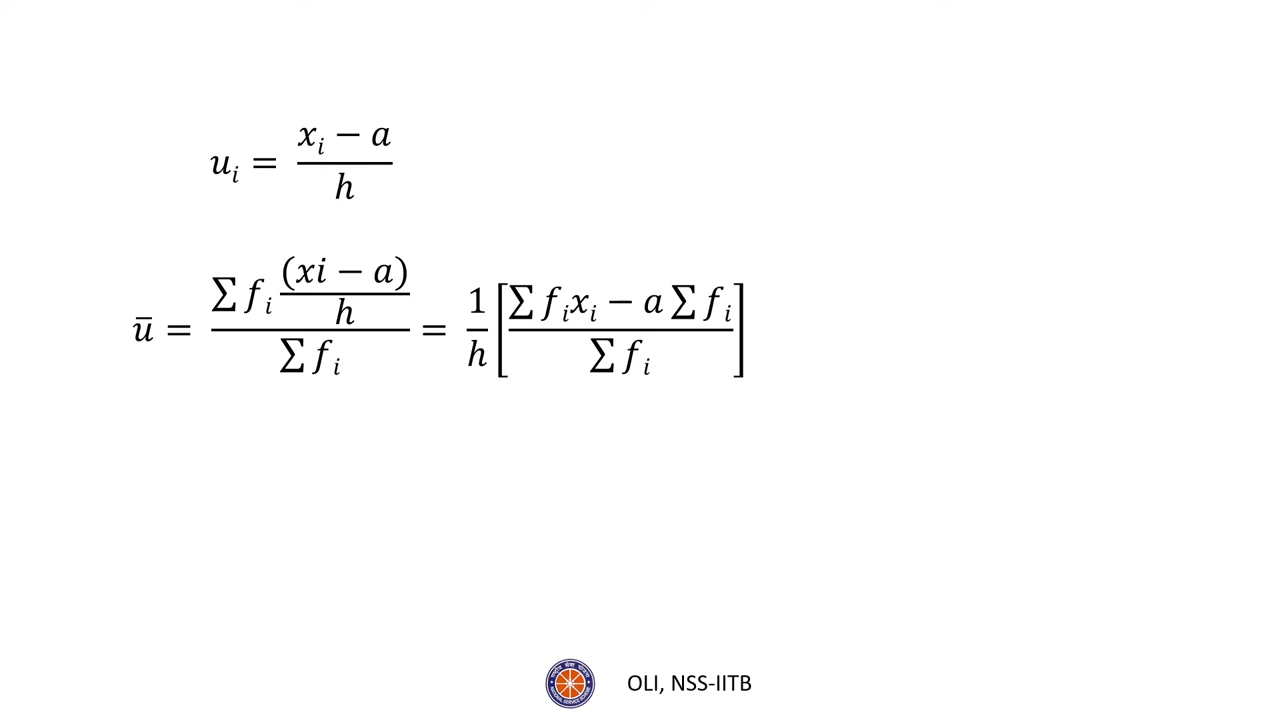 u_i = (x_i − a)/h
ū = (∑ f_i (xi − a)/h)/(∑ f_i) = 1/h [(∑ f_i x_i − a ∑ f_i)/(∑ f_i)]
OLI, NSS-IITB